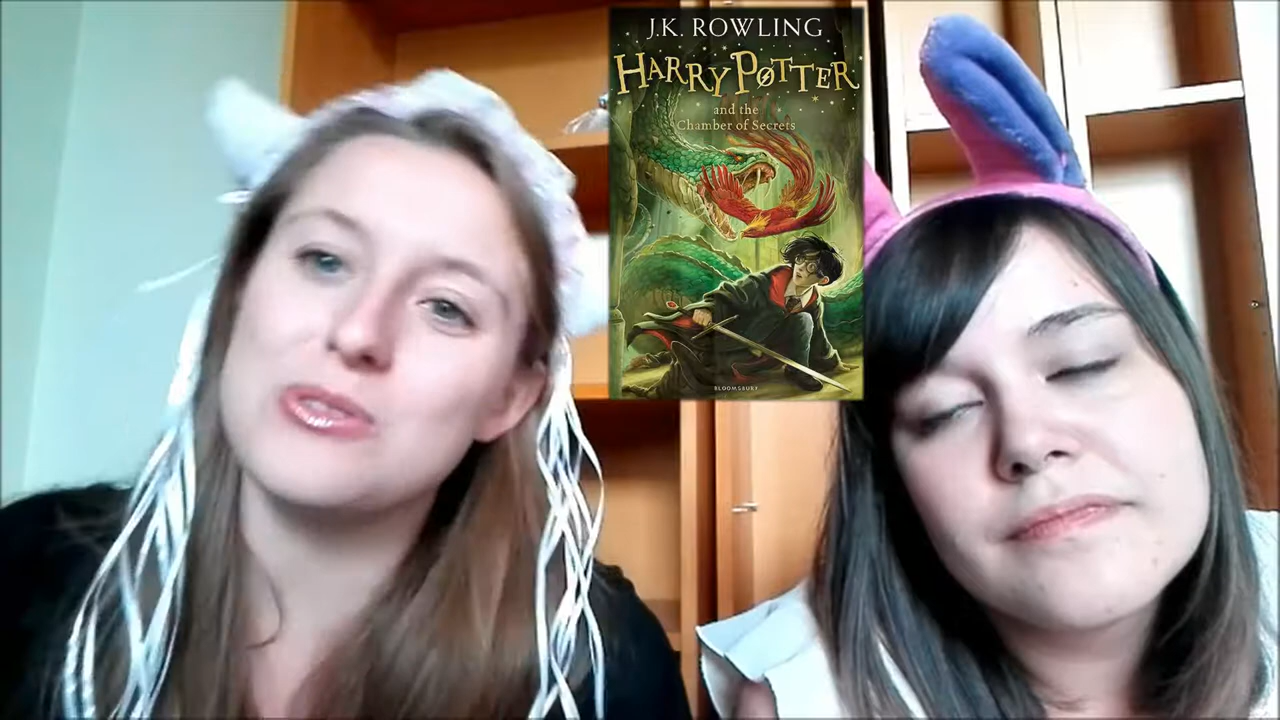 J.K. ROWLING
HARRY POTTER
and the
Chamber of Secrets
BLOOMSBURY